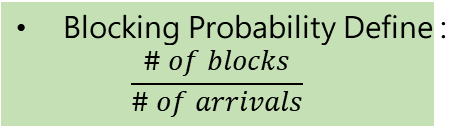 • Blocking Probability Define :
# of blocks
# of arrivals